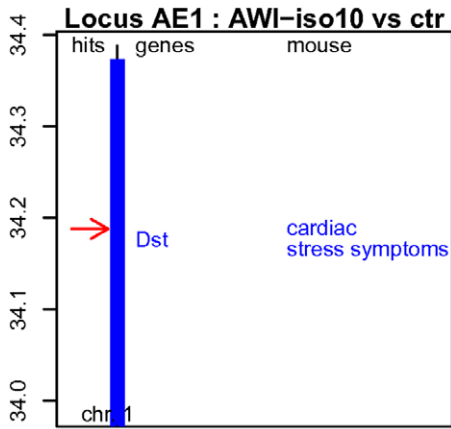 Locus AE1 : AWI−iso10 vs ctr
hits genes mouse
34.4
34.3
34.2
34.1
34.0
Dst
cardiac
stress symptoms
chr 1